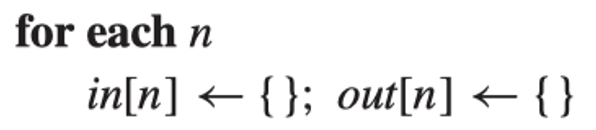 for each n
in[n] ← {}; out[n] ← {}